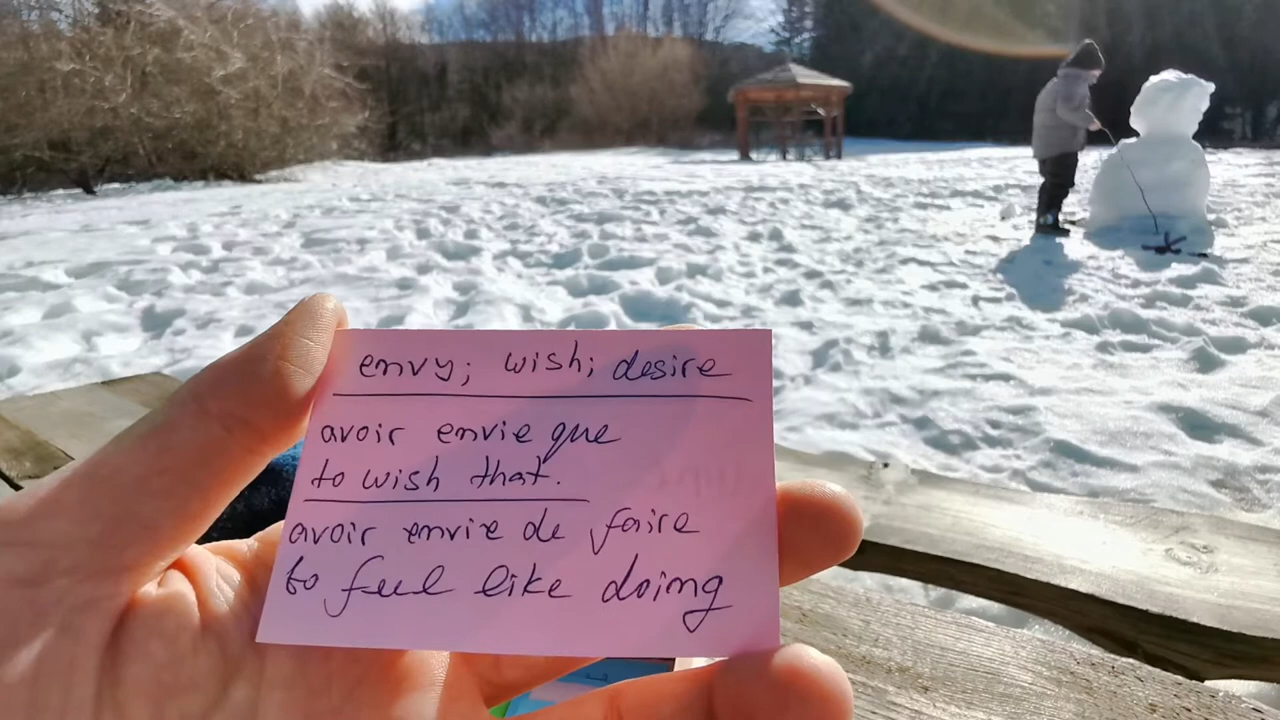 envy; wish; desire
avoir envie que
to wish that.
avoir envie de faire
to feel like doing